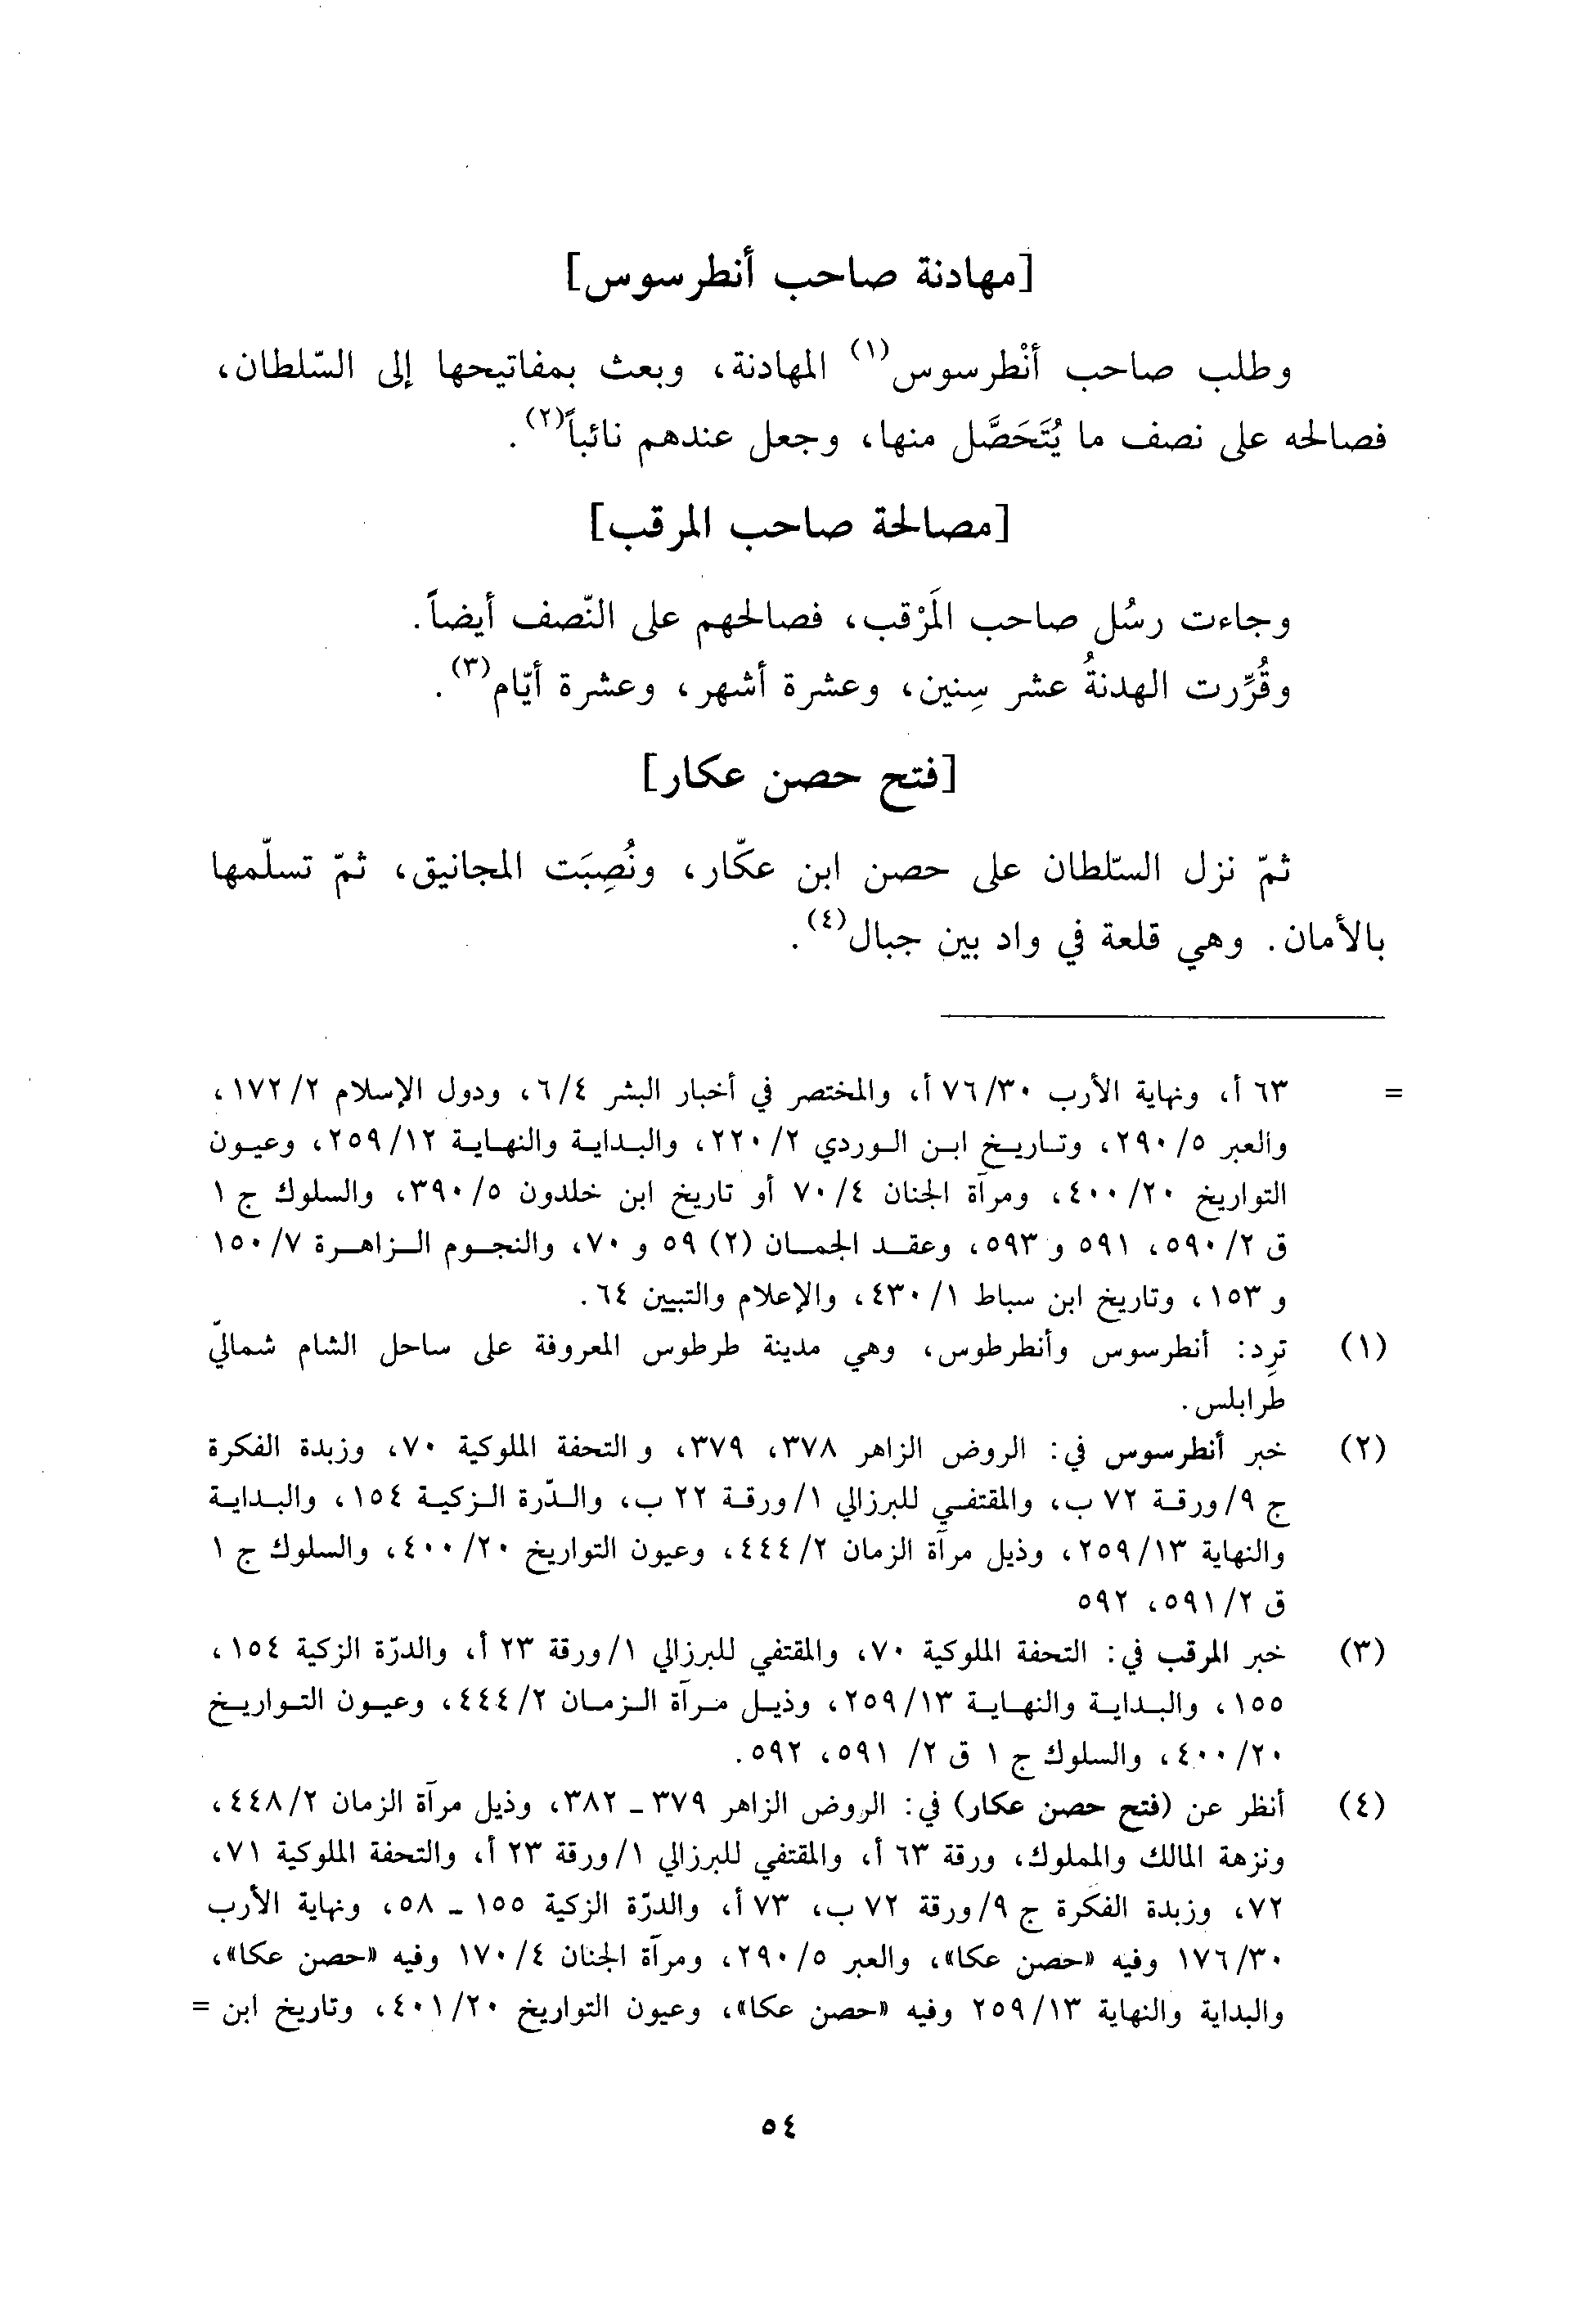 [مهادنة صاحب أنطرسوس]
وطلب صاحب أنْطرسوس(١) المهادنة، وبعث بمفاتيحها إلى السّلطان،
فصالحه على نصف ما يُتَحَصَّل منها، وجعل عندهم نائباً(٢).
[مصالحة صاحب المرقب]
وجاءت رسُل صاحب المَرْقب، فصالحهم على النّصف أيضاً.
وقُرِّرت الهدنةُ عشر سِنين، وعشرة أشهر، وعشرة أيّام(٣).
[فتح حصن عكار]
ثمّ نزل السّلطان على حصن ابن عكّار، ونُصِبَت المجانيق، ثمّ تسلّمها
بالأمان. وهي قلعة في واد بين جبال(٤).
= ٦٣ أ، ونهاية الأرب ٧٦/٣٠ أ، والمختصر في أخبار البشر ٦/٤، ودول الإسلام ١٧٢/٢،
والعبر ٢٩٠/٥، وتاريخ ابن الوردي ٢٢٠/٢، والبداية والنهاية ٢٥٩/١٢، وعيون
التواريخ ٤٠٠/٢٠، ومرآة الجنان ٧٠/٤ أو تاريخ ابن خلدون ٣٩٠/٥، والسلوك ج ١
ق ٥٩٠/٢، ٥٩١ و ٥٩٣، وعقد الجمان (٢) ٥٩ و ٧٠، والنجوم الزاهرة ١٥٠/٧
و ١٥٣، وتاريخ ابن سباط ٤٣٠/١، والإعلام والتبيين ٦٤.
(١) ترِد: أنطرسوس وأنطرطوس، وهي مدينة طرطوس المعروفة على ساحل الشام شماليّ
طرابلس.
(٢) خبر أنطرسوس في: الروض الزاهر ٣٧٨، ٣٧٩، و التحفة الملوكية ٧٠، وزبدة الفكرة
ج ٩/ورقة ٧٢ ب، والمقتفي للبرزالي ١/ورقة ٢٢ ب، والدّرة الزكية ١٥٤، والبداية
والنهاية ٢٥٩/١٣، وذيل مرآة الزمان ٤٤٤/٢، وعيون التواريخ ٤٠٠/٢٠، والسلوك ج ١
ق ٥٩١/٢، ٥٩٢
(٣) خبر المرقب في: التحفة الملوكية ٧٠، والمقتفي للبرزالي ١/ورقة ٢٣ أ، والدرّة الزكية ١٥٤،
١٥٥، والبداية والنهاية ٢٥٩/١٣، وذيل مرآة الزمان ٤٤٤/٢، وعيون التواريخ
٤٠٠/٢٠، والسلوك ج ١ ق ٢/ ٥٩١، ٥٩٢.
(٤) أنظر عن (فتح حصن عكار) في: الروض الزاهر ٣٧٩ - ٣٨٢، وذيل مرآة الزمان ٤٤٨/٢،
ونزهة المالك والمملوك، ورقة ٦٣ أ، والمقتفي للبرزالي ١/ورقة ٢٣ أ، والتحفة الملوكية ٧١،
٧٢، وزبدة الفكرة ج ٩/ورقة ٧٢ ب، ٧٣ أ، والدرّة الزكية ١٥٥ - ٥٨، ونهاية الأرب
١٧٦/٣٠ وفيه «حصن عكا»، والعبر ٢٩٠/٥، ومرآة الجنان ١٧٠/٤ وفيه «حصن عكا»،
والبداية والنهاية ٢٥٩/١٣ وفيه «حصن عكا»، وعيون التواريخ ٤٠١/٢٠، وتاريخ ابن =
٥٤